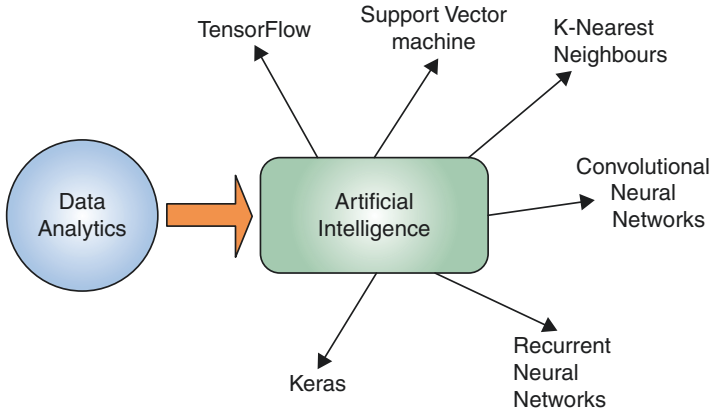 TensorFlow
Support Vector
machine
K-Nearest
Neighbours
Data
Analytics
Artificial
Intelligence
Convolutional
Neural
Networks
Keras
Recurrent
Neural
Networks